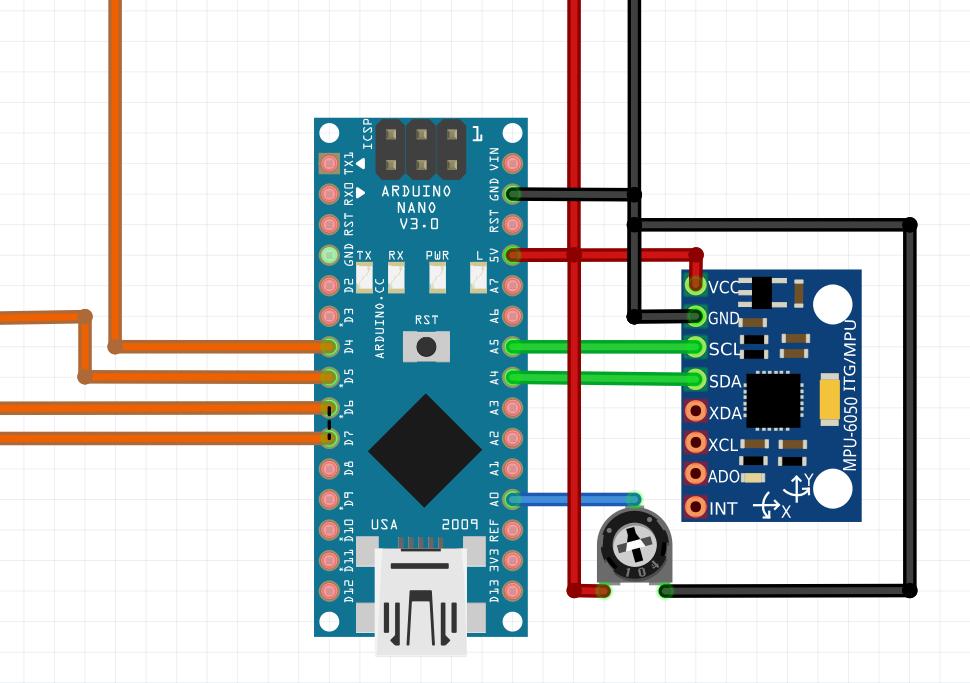 ICSP
1
ARDUINO
NANO
V3.0
TX RX PWR L
ARDUINO.CC
RST
USA 2009
TX1
RX0
RST
GND
D2
D3
D4
D5
D6
D7
D8
D9
D10
D11
D12
VIN
GND
RST
5V
A7
A6
A5
A4
A3
A2
A1
A0
REF
3V3
D13
VCC
GND
SCL
SDA
XDA
XCL
ADO
INT
MPU-6050 ITG/MPU
Y
X
104